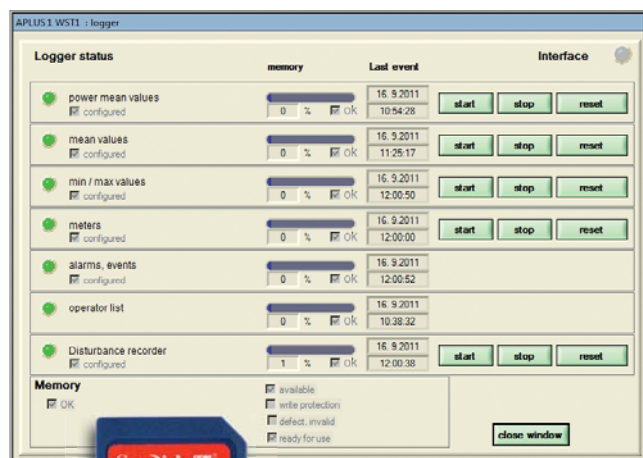 APLUS1 WST1 : logger
Logger status
memory
Last event
Interface
power mean values
configured
0 % ok
16. 9.2011
10:54:28
start stop reset
mean values
configured
0 % ok
16. 9.2011
11:25:17
start stop reset
min / max values
configured
0 % ok
16. 9.2011
12:00:50
start stop reset
meters
configured
0 % ok
16. 9.2011
12:00:00
start stop reset
alarms, events
configured
0 % ok
16. 9.2011
12:00:52
operator list
0 % ok
16. 9.2011
10:38:32
Disturbance recorder
configured
1 % ok
16. 9.2011
12:00:38
start stop reset
Memory
OK
available
write protection
defect, invalid
ready for use
close window